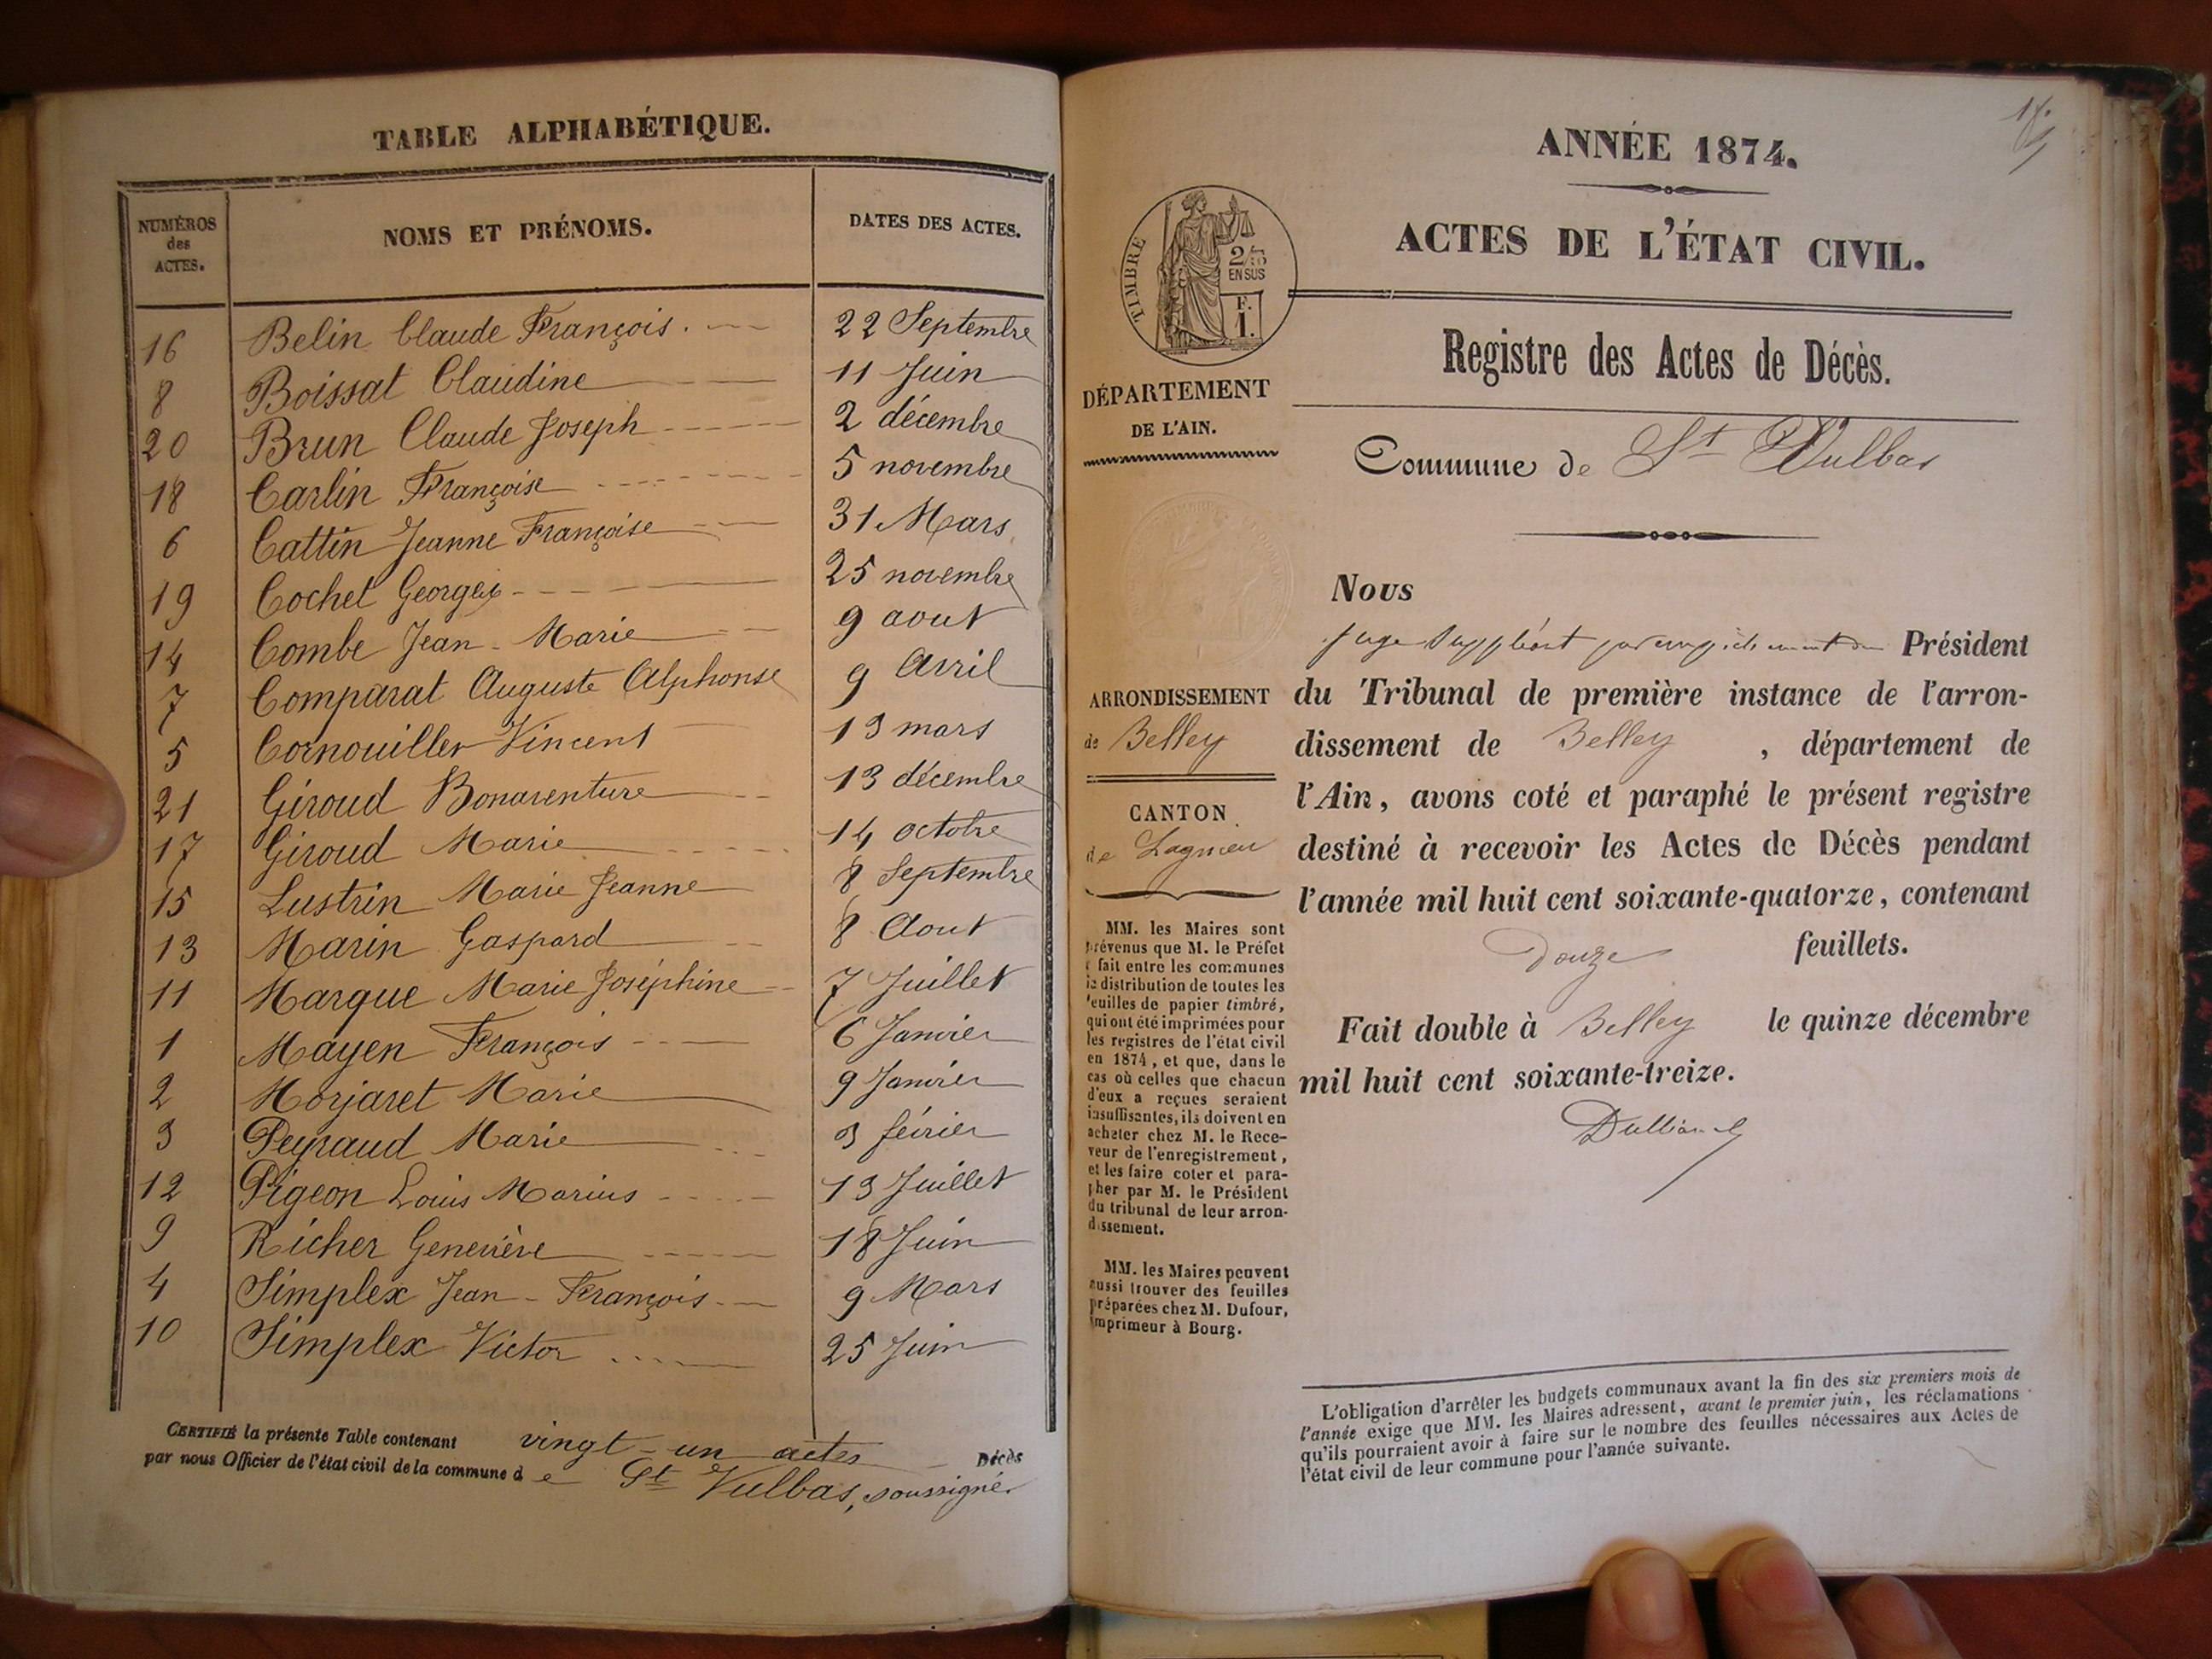 TABLE ALPHABÉTIQUE.
NUMÉROS
des
ACTES.
NOMS ET PRÉNOMS.
DATES DES ACTES.
16 Belin Claude François. 22 Septembre
8 Boissat Claudine 11 Juin
20 Brun Claude Joseph 2 décembre
18 Carlin Françoise 5 novembre
6 Cattin Jeanne Françoise 31 Mars
19 Cochet Georges 25 novembre
14 Combe Jean-Marie 9 aout
7 Comparat Auguste Alphonse 9 Avril
5 Cornouiller Vincent 13 mars
21 Giroud Bonaventure 13 décembre
17 Giroud Marie 14 octobre
15 Lustrin Marie Jeanne 8 Septembre
13 Marin Gaspard 8 Aout
11 Marque Marie Joséphine 7 Juillet
1 Mayen François 6 Janvier
2 Morjaret Marie 9 Janvier
3 Peyraud Marie 3 février
12 Pigeon Louis Marius 13 Juillet
9 Richer Geneviève 18 Juin
4 Simplex Jean-François 9 Mars
10 Simplex Victor 25 Juin
CERTIFIÉ la présente Table contenant vingt-un actes DÉCÈS
par nous Officier de l'état civil de la commune d e St Vulbas, soussigné
ANNÉE 1874.
ACTES DE L'ÉTAT CIVIL.
TIMBRE
2/10
EN SUS
F.
1.
Registre des Actes de Décès.
DÉPARTEMENT
DE L'AIN.
Commune de St Vulbas
ARRONDISSEMENT
de Belley
CANTON
de Lagnieu
MM. les Maires sont
prévenus que M. le Préfet
a fait entre les communes
la distribution de toutes les
feuilles de papier timbré,
qui ont été imprimées pour
les registres de l'état civil
en 1874, et que, dans le
cas où celles que chacun
d'eux a reçues seraient
insuffisantes, ils doivent en
acheter chez M. le Rece-
veur de l'enregistrement,
et les faire coter et para-
pher par M. le Président
du tribunal de leur arron-
dissement.
MM. les Maires peuvent
aussi trouver des feuilles
préparées chez M. Dufour,
imprimeur à Bourg.
Nous
Juge Suppléant par empêchement du Président
du Tribunal de première instance de l'arron-
dissement de Belley, département de
l'Ain, avons coté et paraphé le présent registre
destiné à recevoir les Actes de Décès pendant
l'année mil huit cent soixante-quatorze, contenant
Douze feuillets.
Fait double à Belley le quinze décembre
mil huit cent soixante-treize.
L'obligation d'arrêter les budgets communaux avant la fin des six premiers mois de
l'année exige que MM. les Maires adressent, avant le premier juin, les réclamations
qu'ils pourraient avoir à faire sur le nombre des feuilles nécessaires aux Actes de
l'état civil de leur commune pour l'année suivante.